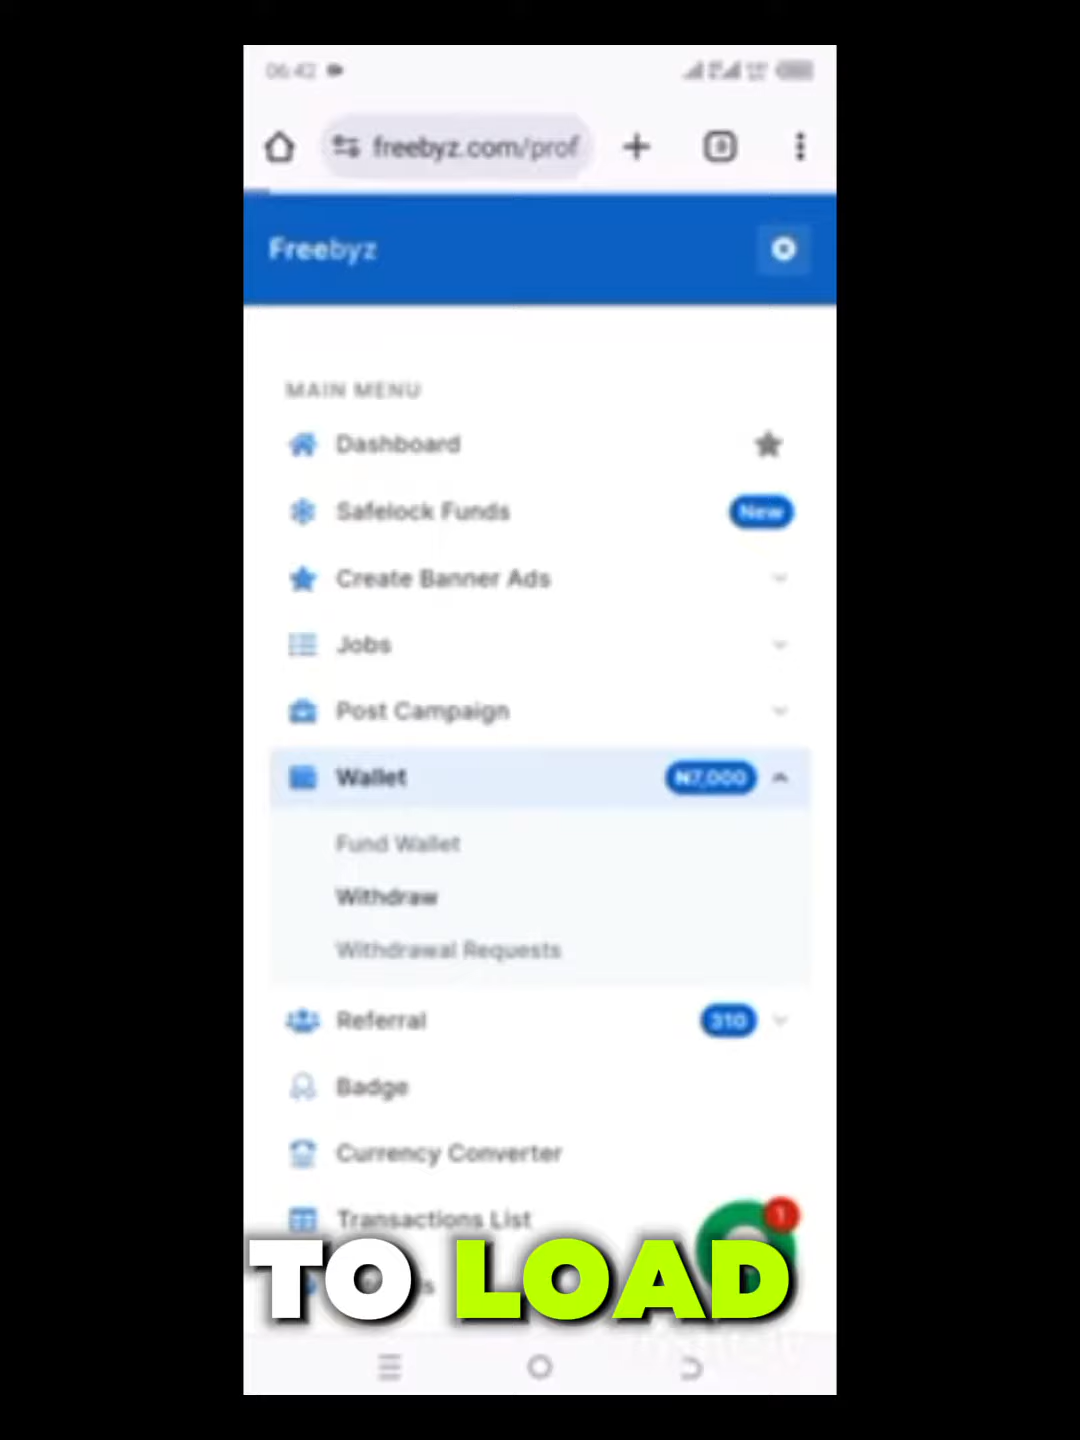 06:42
freebyz.com/prof
Freebyz
MAIN MENU
Dashboard
Safelock Funds New
Create Banner Ads
Jobs
Post Campaign
Wallet ₦7,000
Fund Wallet
Withdraw
Withdrawal Requests
Referral 310
Badge
Currency Converter
Transactions List 1
TO LOAD